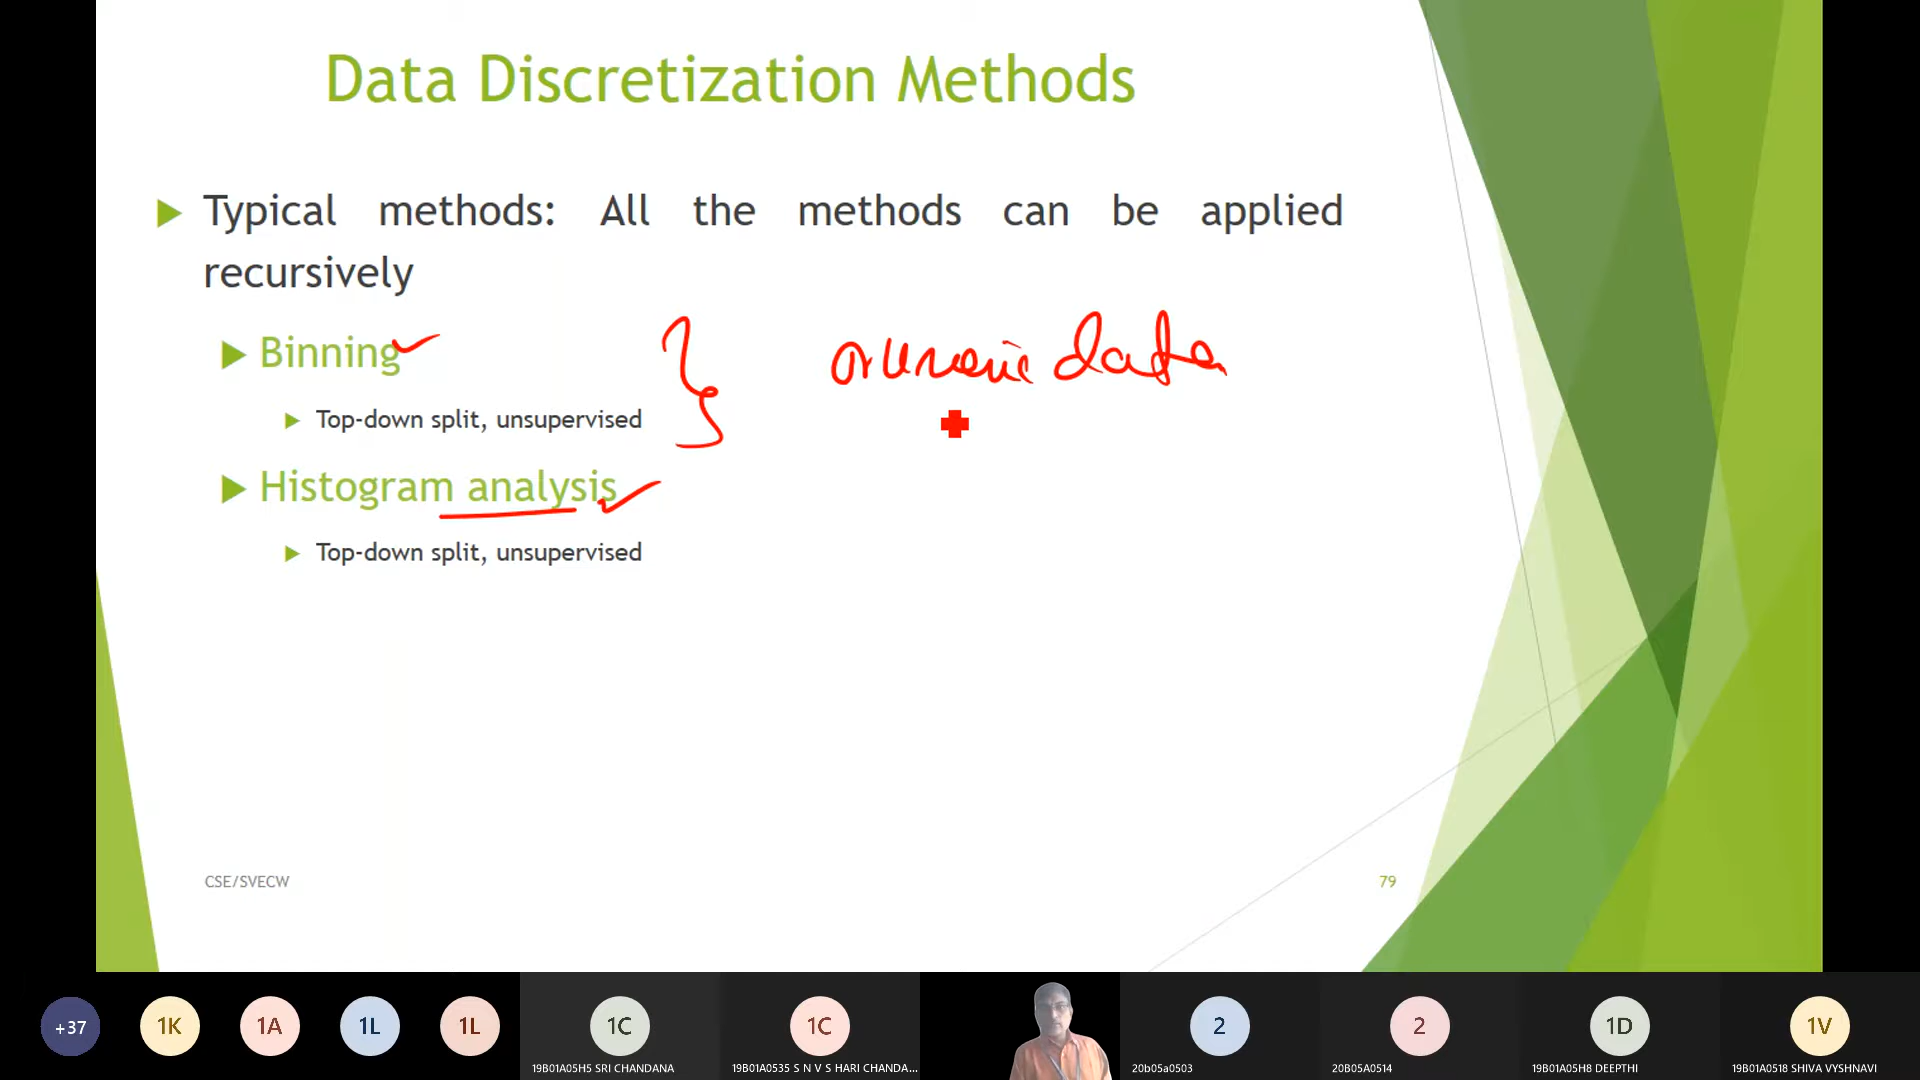 Data Discretization Methods
Typical methods: All the methods can be applied
recursively
Binning
data
Top-down split, unsupervised
Histogram analysis
Top-down split, unsupervised
CSE/SVECW
79
+37
1K
1A
1L
1L
1C
1C
2
2
1D
1V
19B01A05H5 SRI CHANDANA
19B01A0535 S N V S HARI CHANDA...
20b05a0503
20B05A0514
19B01A05H8 DEEPTHI
19B01A0518 SHIVA VYSHNAVI